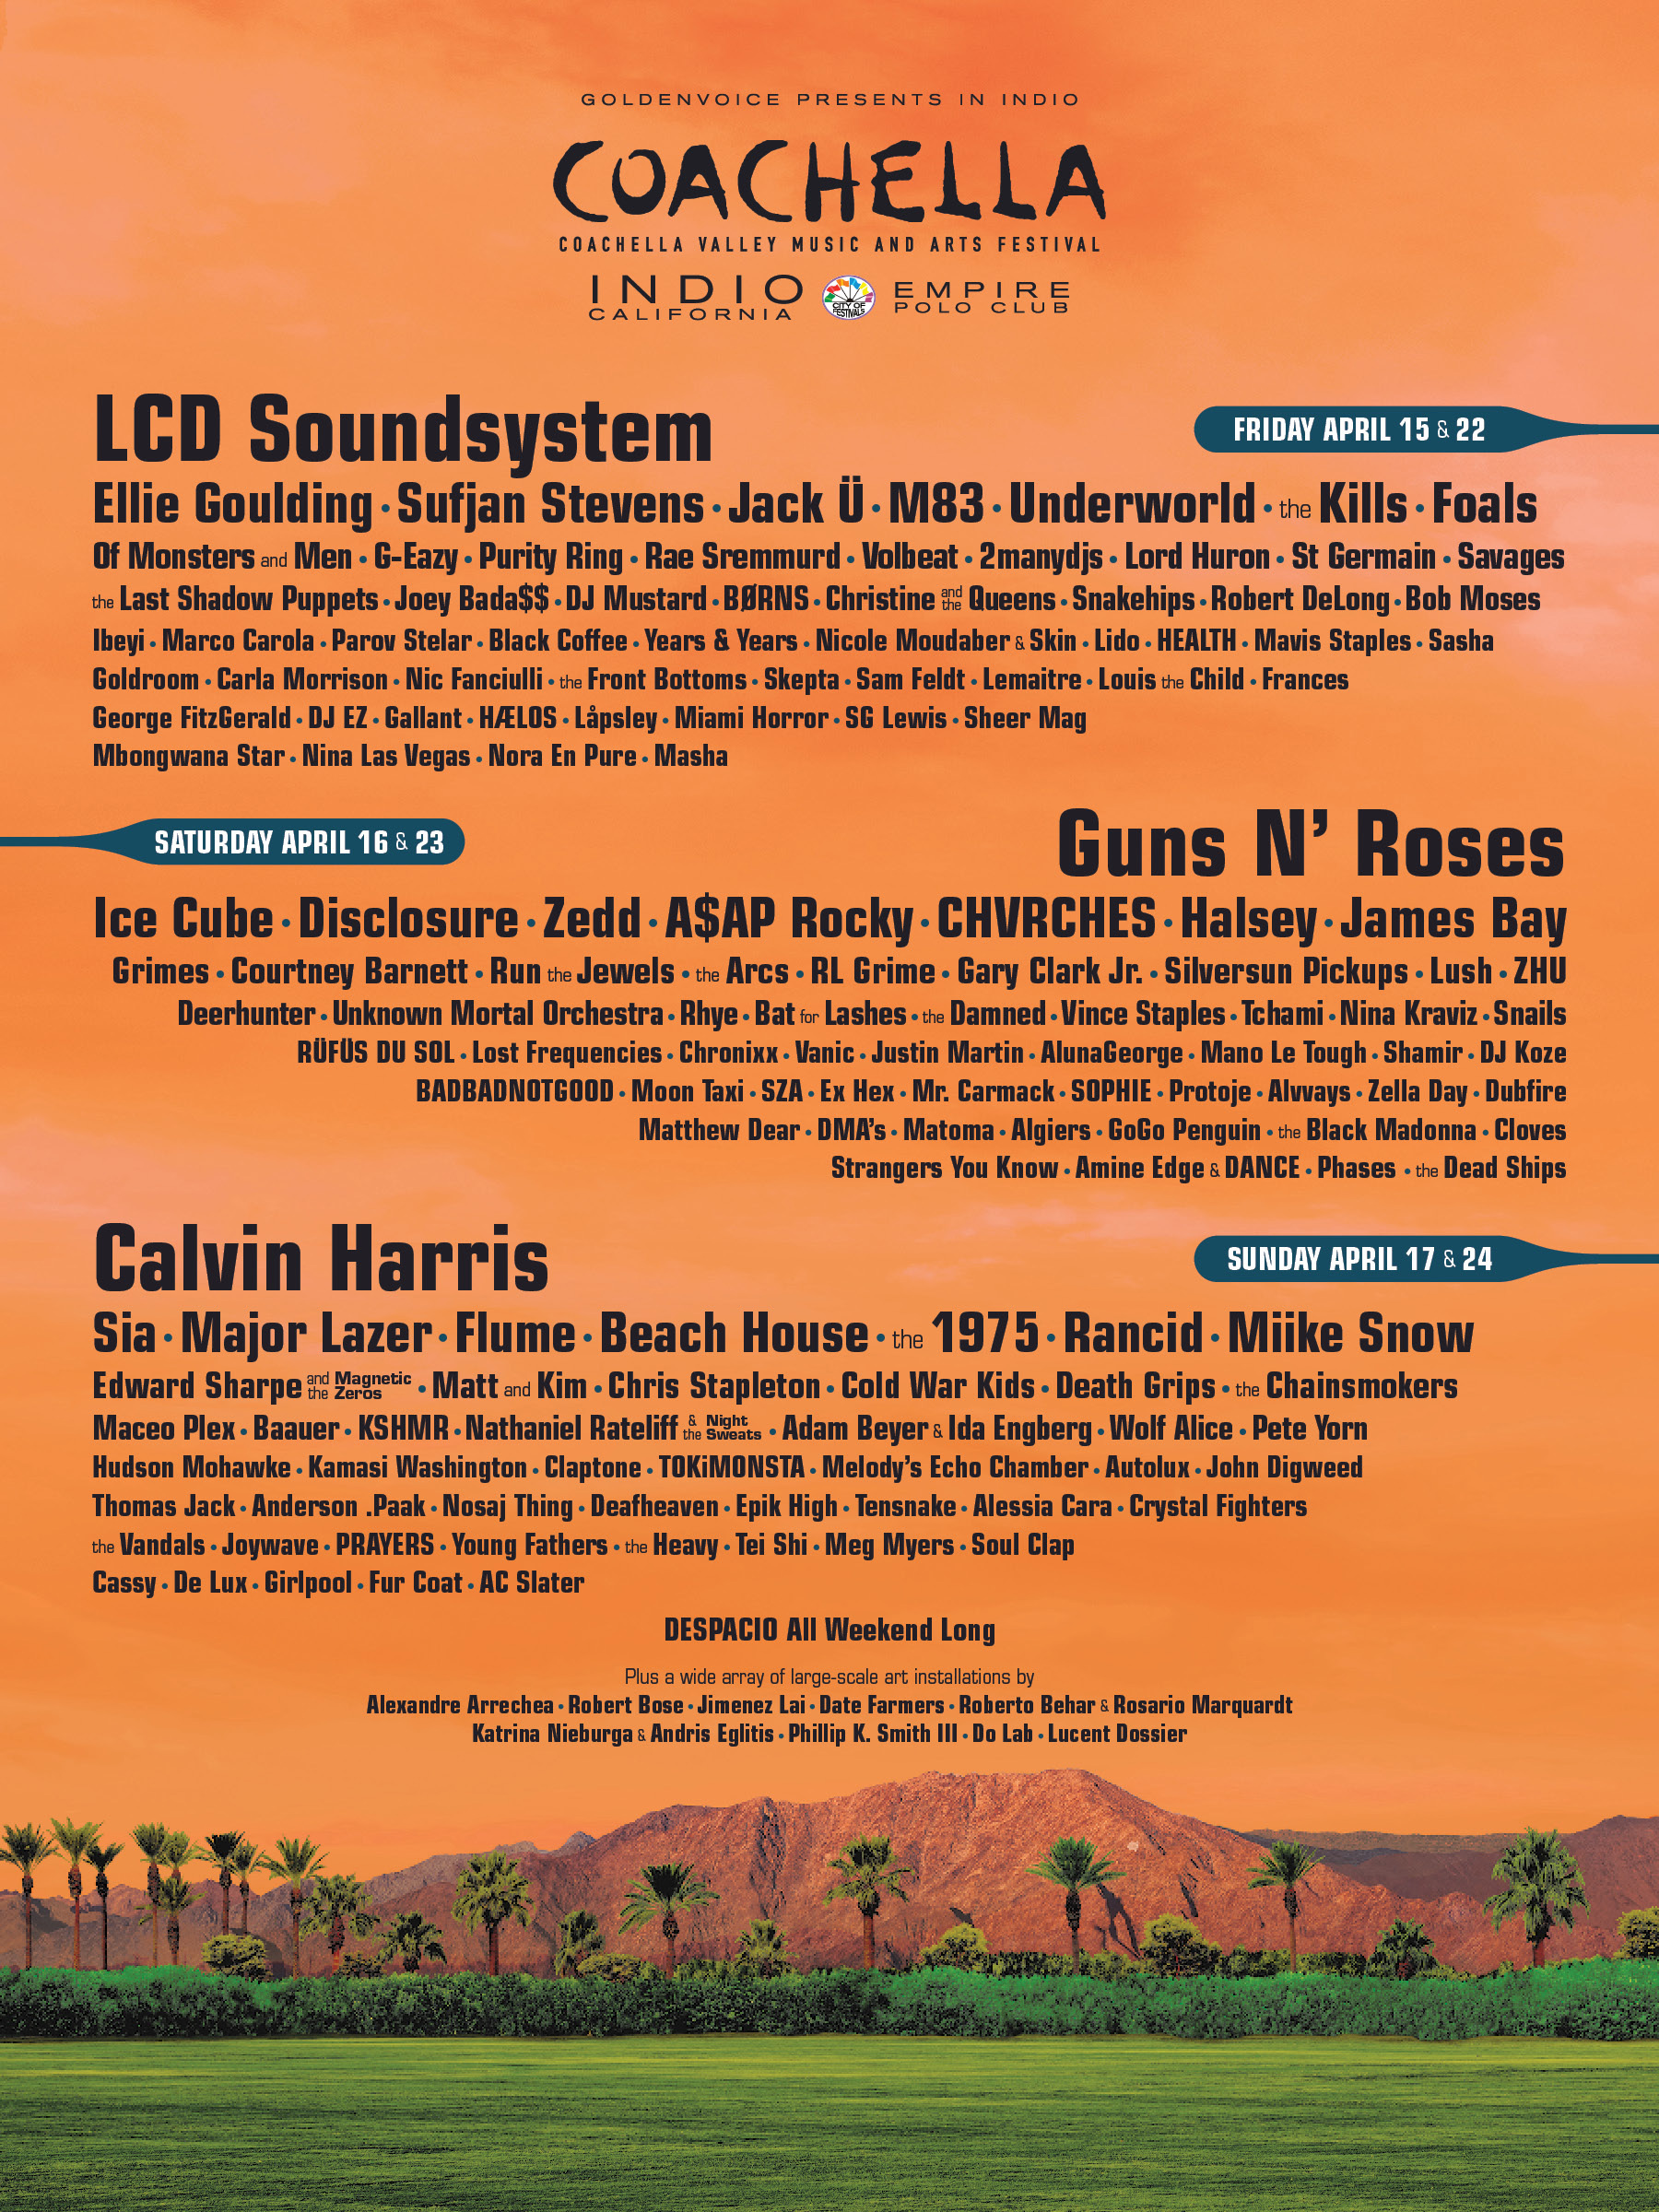 GOLDENVOICE PRESENTS IN INDIO
COACHELLA
COACHELLA VALLEY MUSIC AND ARTS FESTIVAL
INDIO CALIFORNIA CITY OF FESTIVALS EMPIRE POLO CLUB
LCD Soundsystem
FRIDAY APRIL 15 & 22
Ellie Goulding • Sufjan Stevens • Jack Ü • M83 • Underworld • the Kills • Foals
Of Monsters and Men • G-Eazy • Purity Ring • Rae Sremmurd • Volbeat • 2manydjs • Lord Huron • St Germain • Savages
the Last Shadow Puppets • Joey Bada$$ • DJ Mustard • BØRNS • Christine and the Queens • Snakehips • Robert DeLong • Bob Moses
Ibeyi • Marco Carola • Parov Stelar • Black Coffee • Years & Years • Nicole Moudaber & Skin • Lido • HEALTH • Mavis Staples • Sasha
Goldroom • Carla Morrison • Nic Fanciulli • the Front Bottoms • Skepta • Sam Feldt • Lemaitre • Louis the Child • Frances
George FitzGerald • DJ EZ • Gallant • HÆLOS • Låpsley • Miami Horror • SG Lewis • Sheer Mag
Mbongwana Star • Nina Las Vegas • Nora En Pure • Masha
SATURDAY APRIL 16 & 23
Guns N’ Roses
Ice Cube • Disclosure • Zedd • A$AP Rocky • CHVRCHES • Halsey • James Bay
Grimes • Courtney Barnett • Run the Jewels • the Arcs • RL Grime • Gary Clark Jr. • Silversun Pickups • Lush • ZHU
Deerhunter • Unknown Mortal Orchestra • Rhye • Bat for Lashes • the Damned • Vince Staples • Tchami • Nina Kraviz • Snails
RÜFÜS DU SOL • Lost Frequencies • Chronixx • Vanic • Justin Martin • AlunaGeorge • Mano Le Tough • Shamir • DJ Koze
BADBADNOTGOOD • Moon Taxi • SZA • Ex Hex • Mr. Carmack • SOPHIE • Protoje • Alvvays • Zella Day • Dubfire
Matthew Dear • DMA’s • Matoma • Algiers • GoGo Penguin • the Black Madonna • Cloves
Strangers You Know • Amine Edge & DANCE • Phases • the Dead Ships
Calvin Harris
SUNDAY APRIL 17 & 24
Sia • Major Lazer • Flume • Beach House • the 1975 • Rancid • Miike Snow
Edward Sharpe and the Magnetic Zeros • Matt and Kim • Chris Stapleton • Cold War Kids • Death Grips • the Chainsmokers
Maceo Plex • Baauer • KSHMR • Nathaniel Rateliff & the Night Sweats • Adam Beyer & Ida Engberg • Wolf Alice • Pete Yorn
Hudson Mohawke • Kamasi Washington • Claptone • TOKiMONSTA • Melody’s Echo Chamber • Autolux • John Digweed
Thomas Jack • Anderson .Paak • Nosaj Thing • Deafheaven • Epik High • Tensnake • Alessia Cara • Crystal Fighters
the Vandals • Joywave • PRAYERS • Young Fathers • the Heavy • Tei Shi • Meg Myers • Soul Clap
Cassy • De Lux • Girlpool • Fur Coat • AC Slater
DESPACIO All Weekend Long
Plus a wide array of large-scale art installations by
Alexandre Arrechea • Robert Bose • Jimenez Lai • Date Farmers • Roberto Behar & Rosario Marquardt
Katrina Nieburga & Andris Eglitis • Phillip K. Smith III • Do Lab • Lucent Dossier